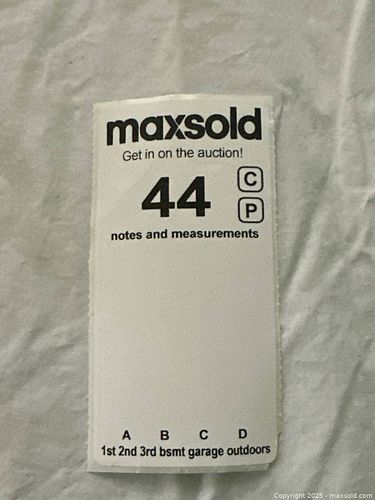 maxsold
Get in on the auction!
44 C
P
notes and measurements
A B C D
1st 2nd 3rd bsmt garage outdoors
Copyright 2025 - maxsold.com